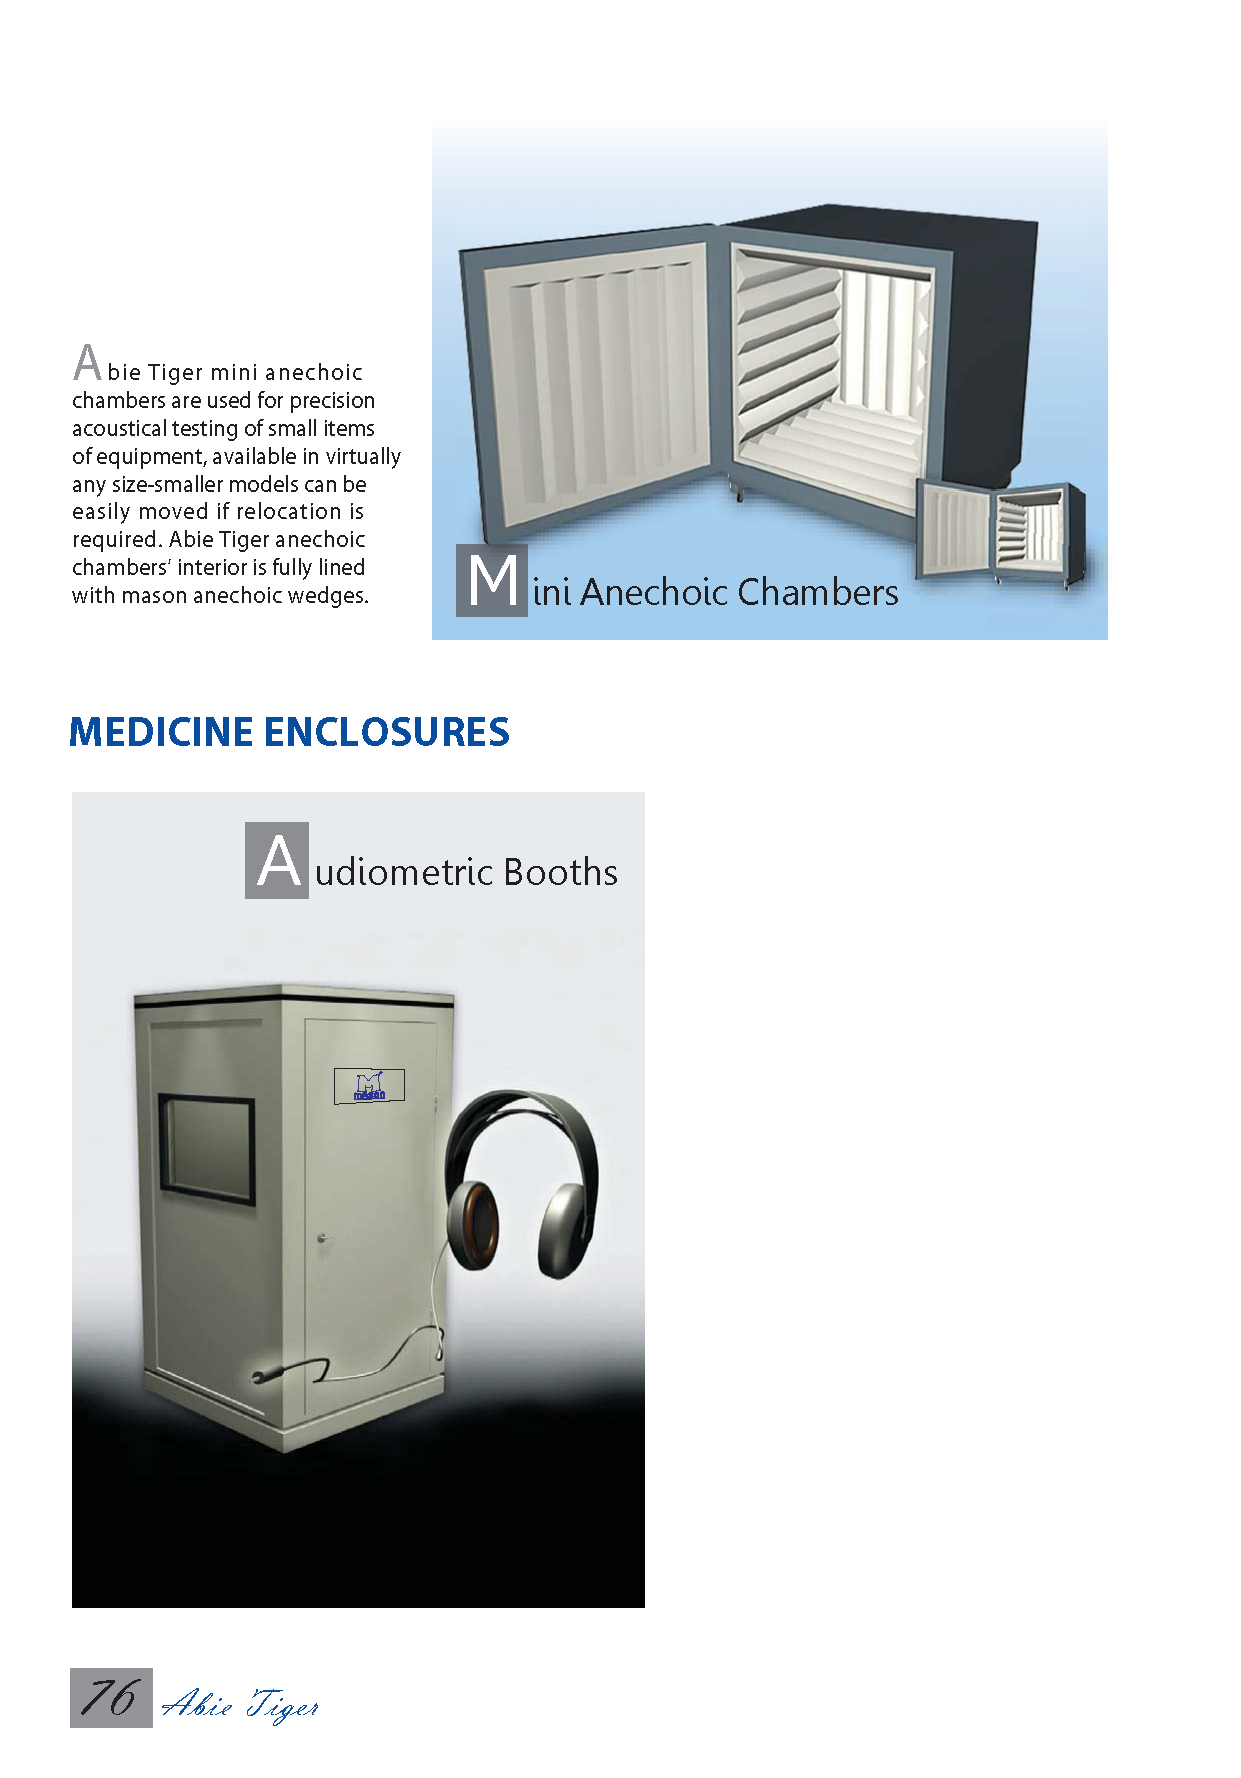 Abie Tiger mini anechoic
chambers are used for precision
acoustical testing of small items
of equipment, available in virtually
any size-smaller models can be
easily moved if relocation is
required. Abie Tiger anechoic
chambers' interior is fully lined
with mason anechoic wedges.
Mini Anechoic Chambers
MEDICINE ENCLOSURES
Audiometric Booths
M
mason
76 Abie Tiger